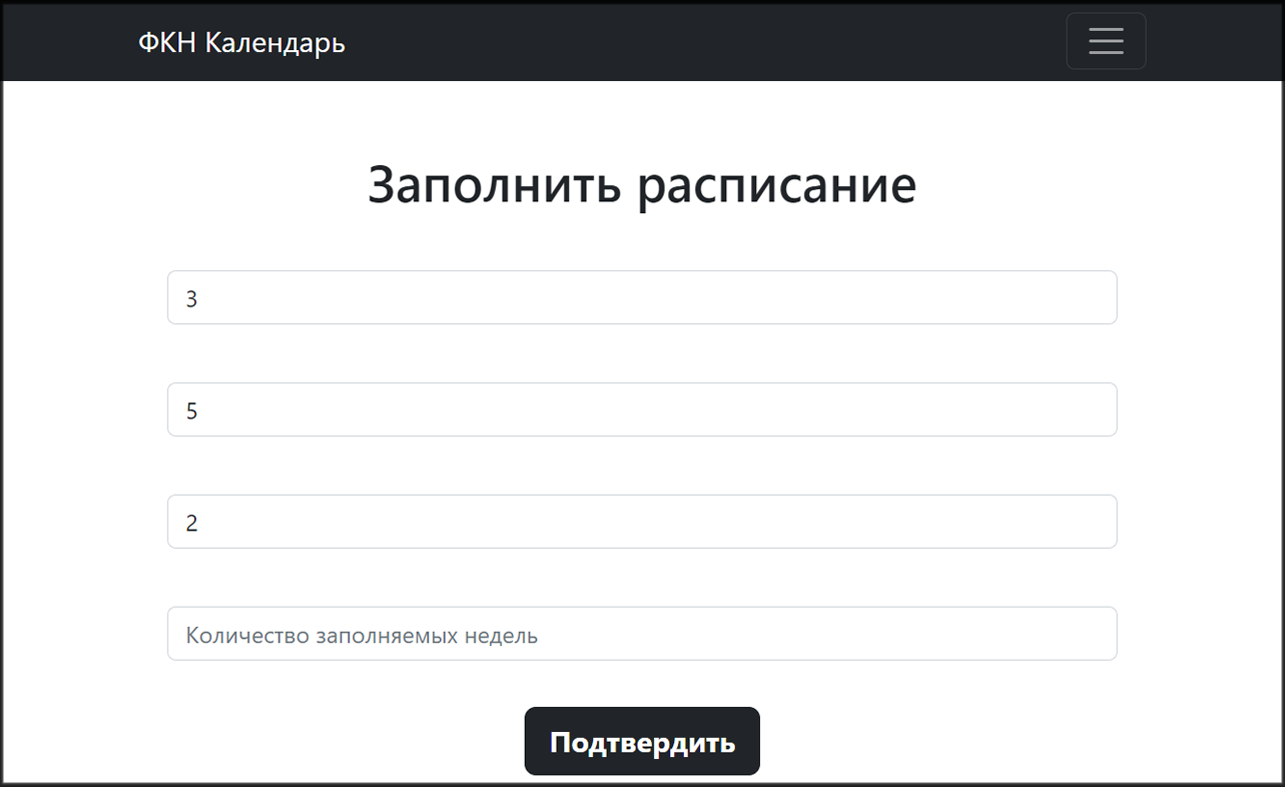 ФКН Календарь
Заполнить расписание
3
5
2
Количество заполняемых недель
Подтвердить